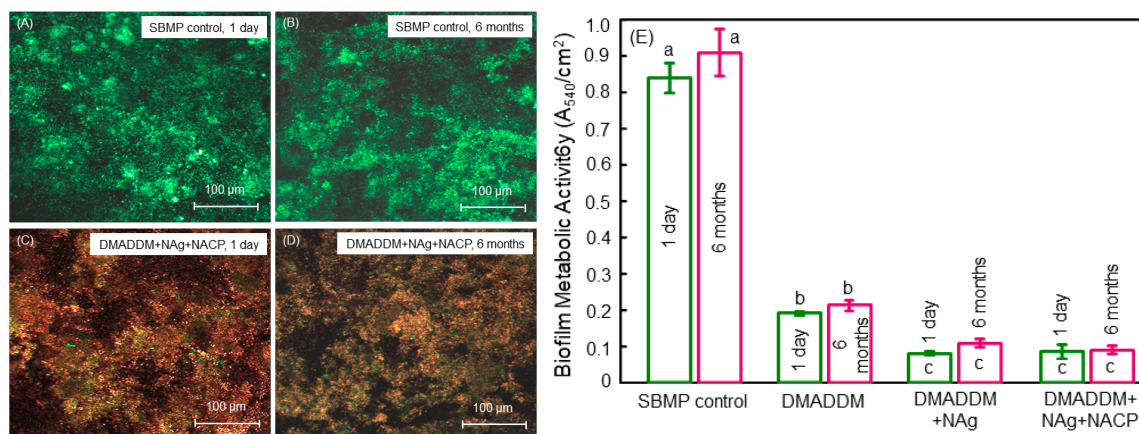 (A)
SBMP control, 1 day
100 µm
(B)
SBMP control, 6 months
100 µm
(C)
DMADDM+NAg+NACP, 1 day
100 µm
(D)
DMADDM+NAg+NACP, 6 months
100 µm
(E)
Biofilm Metabolic Activit6y (A540/cm²)
1
0.9
0.8
0.7
0.6
0.5
0.4
0.3
0.2
0.1
0
a
1 day
a
6 months
b
1 day
b
6
months
1 day
c
6 months
c
1 day
c
6 months
c
SBMP control
DMADDM
DMADDM
+NAg
DMADDM+
NAg+NACP